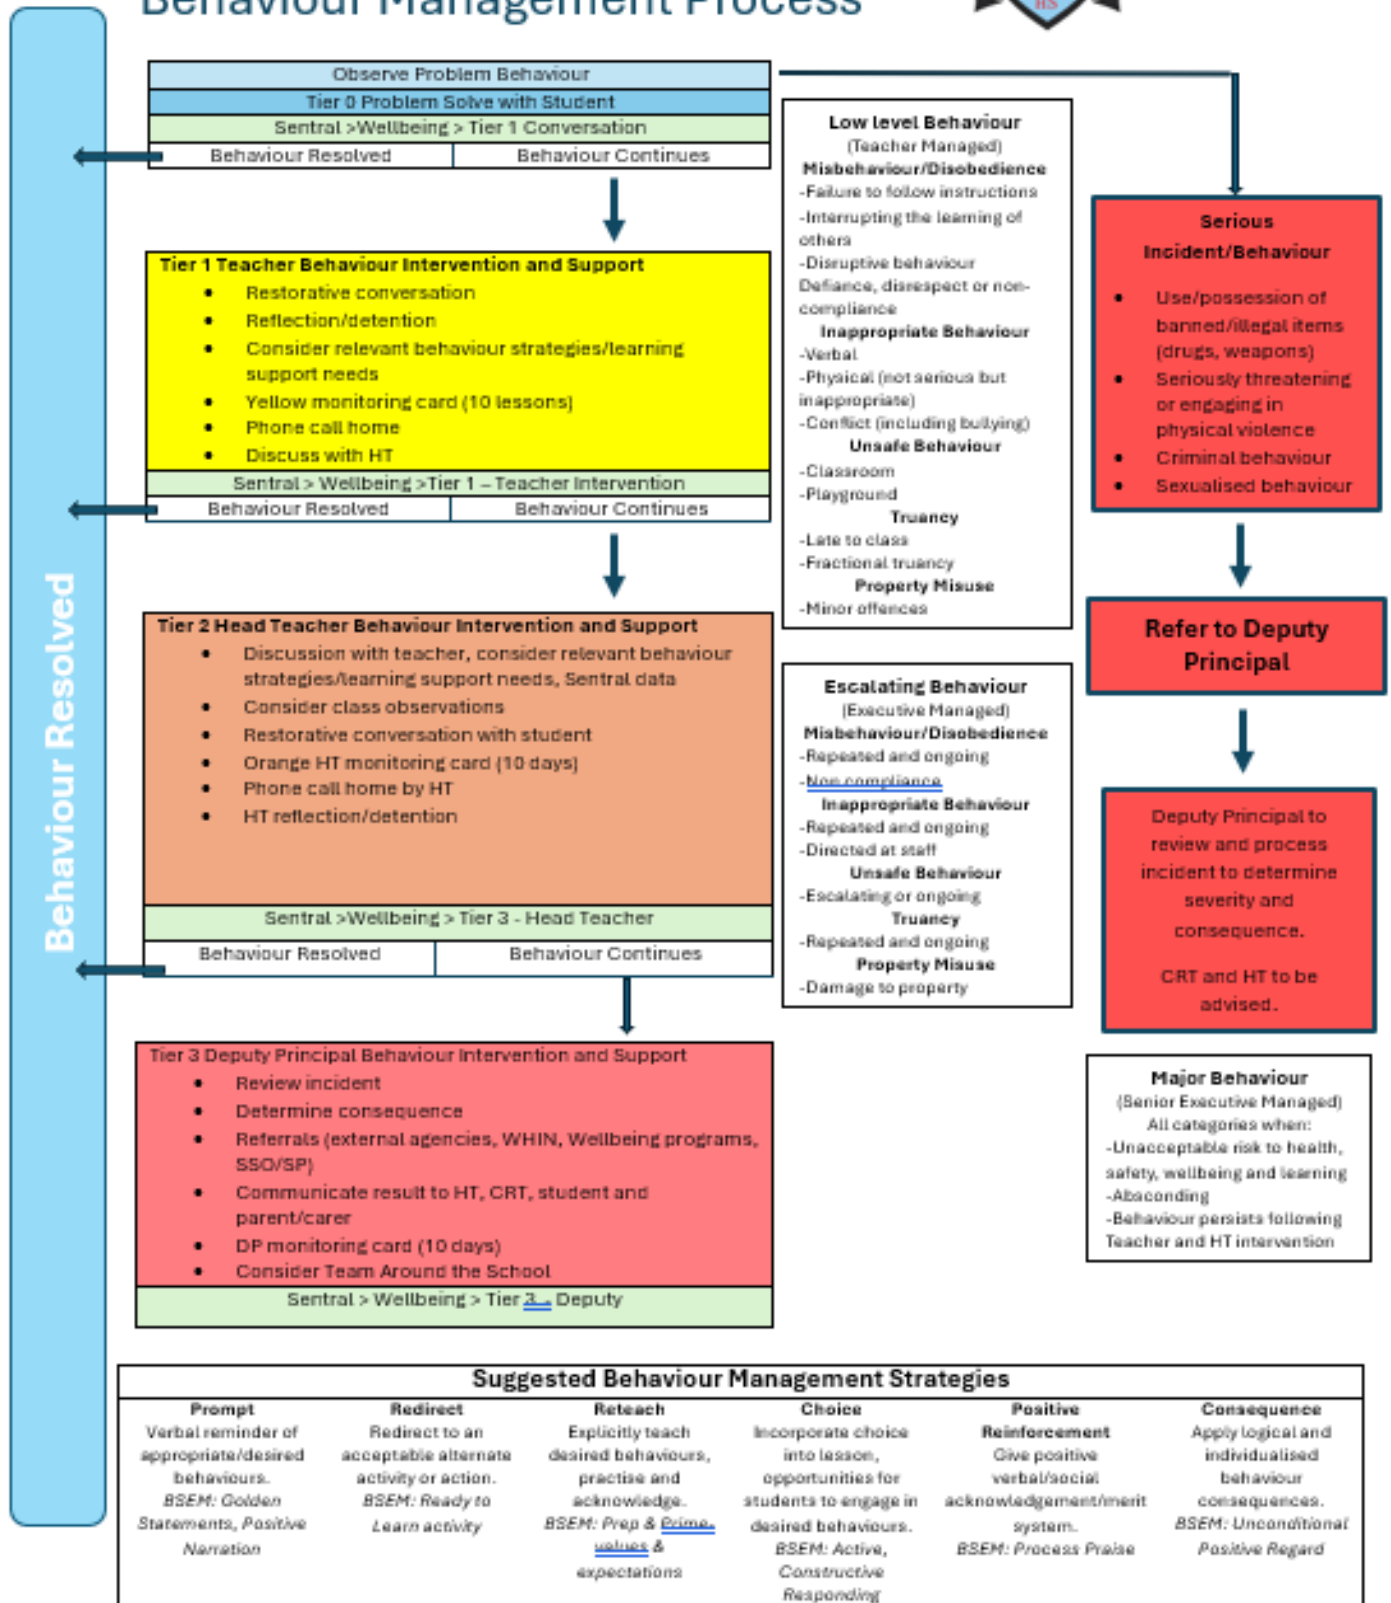 Behaviour Management Process
HS
Behaviour Resolved
Observe Problem Behaviour
Tier 0 Problem Solve with Student
Sentral >Wellbeing > Tier 1 Conversation
Behaviour Resolved
Behaviour Continues
Tier 1 Teacher Behaviour Intervention and Support
• Restorative conversation
• Reflection/detention
• Consider relevant behaviour strategies/learning
support needs
• Yellow monitoring card (10 lessons)
• Phone call home
• Discuss with HT
Sentral > Wellbeing >Tier 1 – Teacher Intervention
Behaviour Resolved
Behaviour Continues
Tier 2 Head Teacher Behaviour Intervention and Support
• Discussion with teacher, consider relevant behaviour
strategies/learning support needs, Sentral data
• Consider class observations
• Restorative conversation with student
• Orange HT monitoring card (10 days)
• Phone call home by HT
• HT reflection/detention
Sentral >Wellbeing > Tier 3 - Head Teacher
Behaviour Resolved
Behaviour Continues
Tier 3 Deputy Principal Behaviour Intervention and Support
• Review incident
• Determine consequence
• Referrals (external agencies, WHIN, Wellbeing programs,
SSO/SP)
• Communicate result to HT, CRT, student and
parent/carer
• DP monitoring card (10 days)
• Consider Team Around the School
Sentral > Wellbeing > Tier 3 - Deputy
Low level Behaviour
(Teacher Managed)
Misbehaviour/Disobedience
-Failure to follow instructions
-Interrupting the learning of
others
-Disruptive behaviour
Defiance, disrespect or non-
compliance
Inappropriate Behaviour
-Verbal
-Physical (not serious but
inappropriate)
-Conflict (including bullying)
Unsafe Behaviour
-Classroom
-Playground
Truancy
-Late to class
-Fractional truancy
Property Misuse
-Minor offences
Escalating Behaviour
(Executive Managed)
Misbehaviour/Disobedience
-Repeated and ongoing
-Non compliance
Inappropriate Behaviour
-Repeated and ongoing
-Directed at staff
Unsafe Behaviour
-Escalating or ongoing
Truancy
-Repeated and ongoing
Property Misuse
-Damage to property
Serious
Incident/Behaviour
• Use/possession of
banned/illegal items
(drugs, weapons)
• Seriously threatening
or engaging in
physical violence
• Criminal behaviour
• Sexualised behaviour
Refer to Deputy
Principal
Deputy Principal to
review and process
incident to determine
severity and
consequence.
CRT and HT to be
advised.
Major Behaviour
(Senior Executive Managed)
All categories when:
-Unacceptable risk to health,
safety, wellbeing and learning
-Absconding
-Behaviour persists following
Teacher and HT intervention
Suggested Behaviour Management Strategies
Prompt
Verbal reminder of
appropriate/desired
behaviours.
BSEM: Golden
Statements, Positive
Narration
Redirect
Redirect to an
acceptable alternate
activity or action.
BSEM: Ready to
Learn activity
Reteach
Explicitly teach
desired behaviours,
practise and
acknowledge.
BSEM: Prep & Prime,
values &
expectations
Choice
Incorporate choice
into lesson,
opportunities for
students to engage in
desired behaviours.
BSEM: Active,
Constructive
Responding
Positive
Reinforcement
Give positive
verbal/social
acknowledgement/merit
system.
BSEM: Process Praise
Consequence
Apply logical and
individualised
behaviour
consequences.
BSEM: Unconditional
Positive Regard